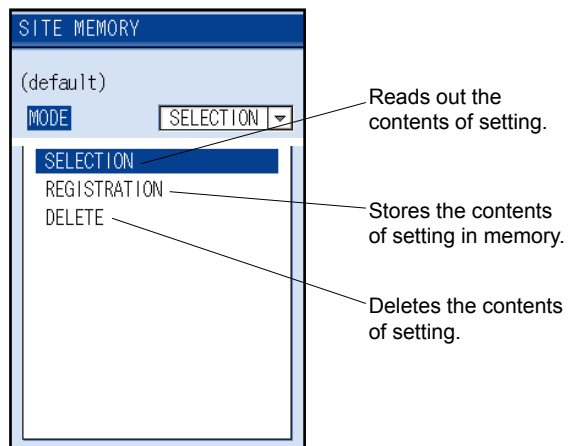 SITE MEMORY
(default)
MODE SELECTION
SELECTION
REGISTRATION
DELETE
Reads out the
contents of setting.
Stores the contents
of setting in memory.
Deletes the contents
of setting.